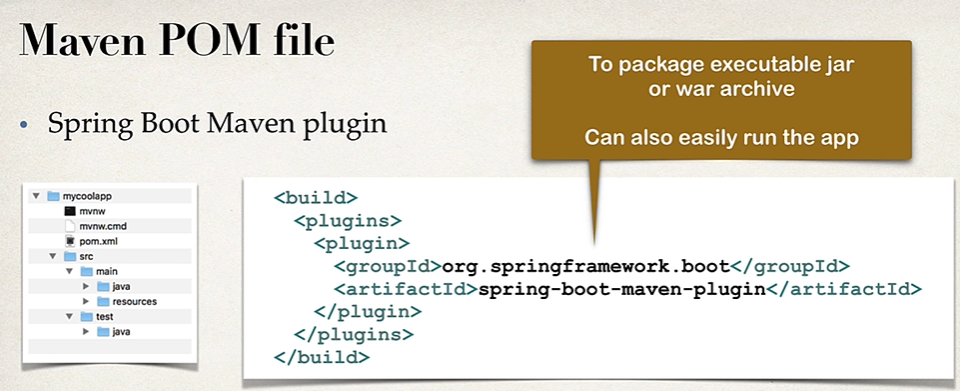 Maven POM file
To package executable jar
or war archive
Can also easily run the app
• Spring Boot Maven plugin
mycoolapp
mvnw
mvnw.cmd
pom.xml
src
main
java
resources
test
java
<build>
<plugins>
<plugin>
<groupId>org.springframework.boot</groupId>
<artifactId>spring-boot-maven-plugin</artifactId>
</plugin>
</plugins>
</build>